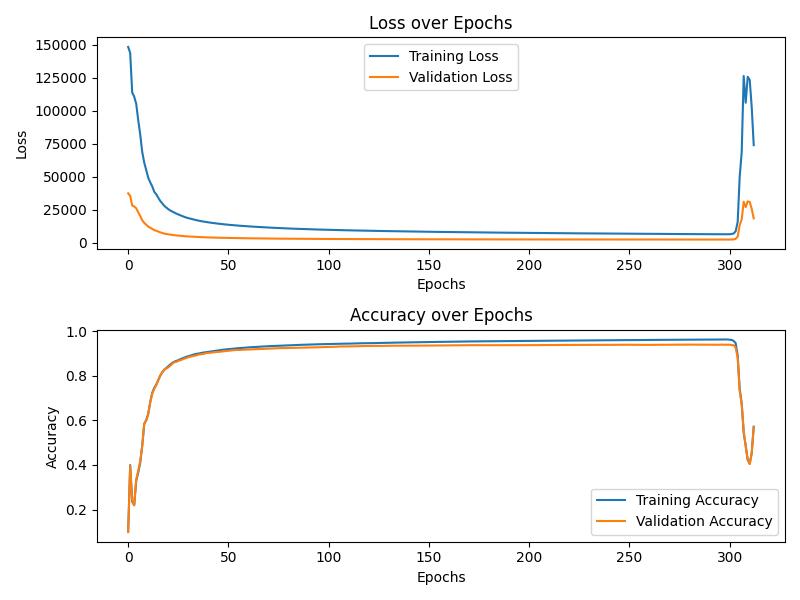 Loss over Epochs
150000
125000
100000
75000
50000
25000
0
Loss
Training Loss
Validation Loss
0 50 100 150 200 250 300
Epochs
Accuracy over Epochs
1.0
0.8
0.6
0.4
0.2
Accuracy
Training Accuracy
Validation Accuracy
0 50 100 150 200 250 300
Epochs